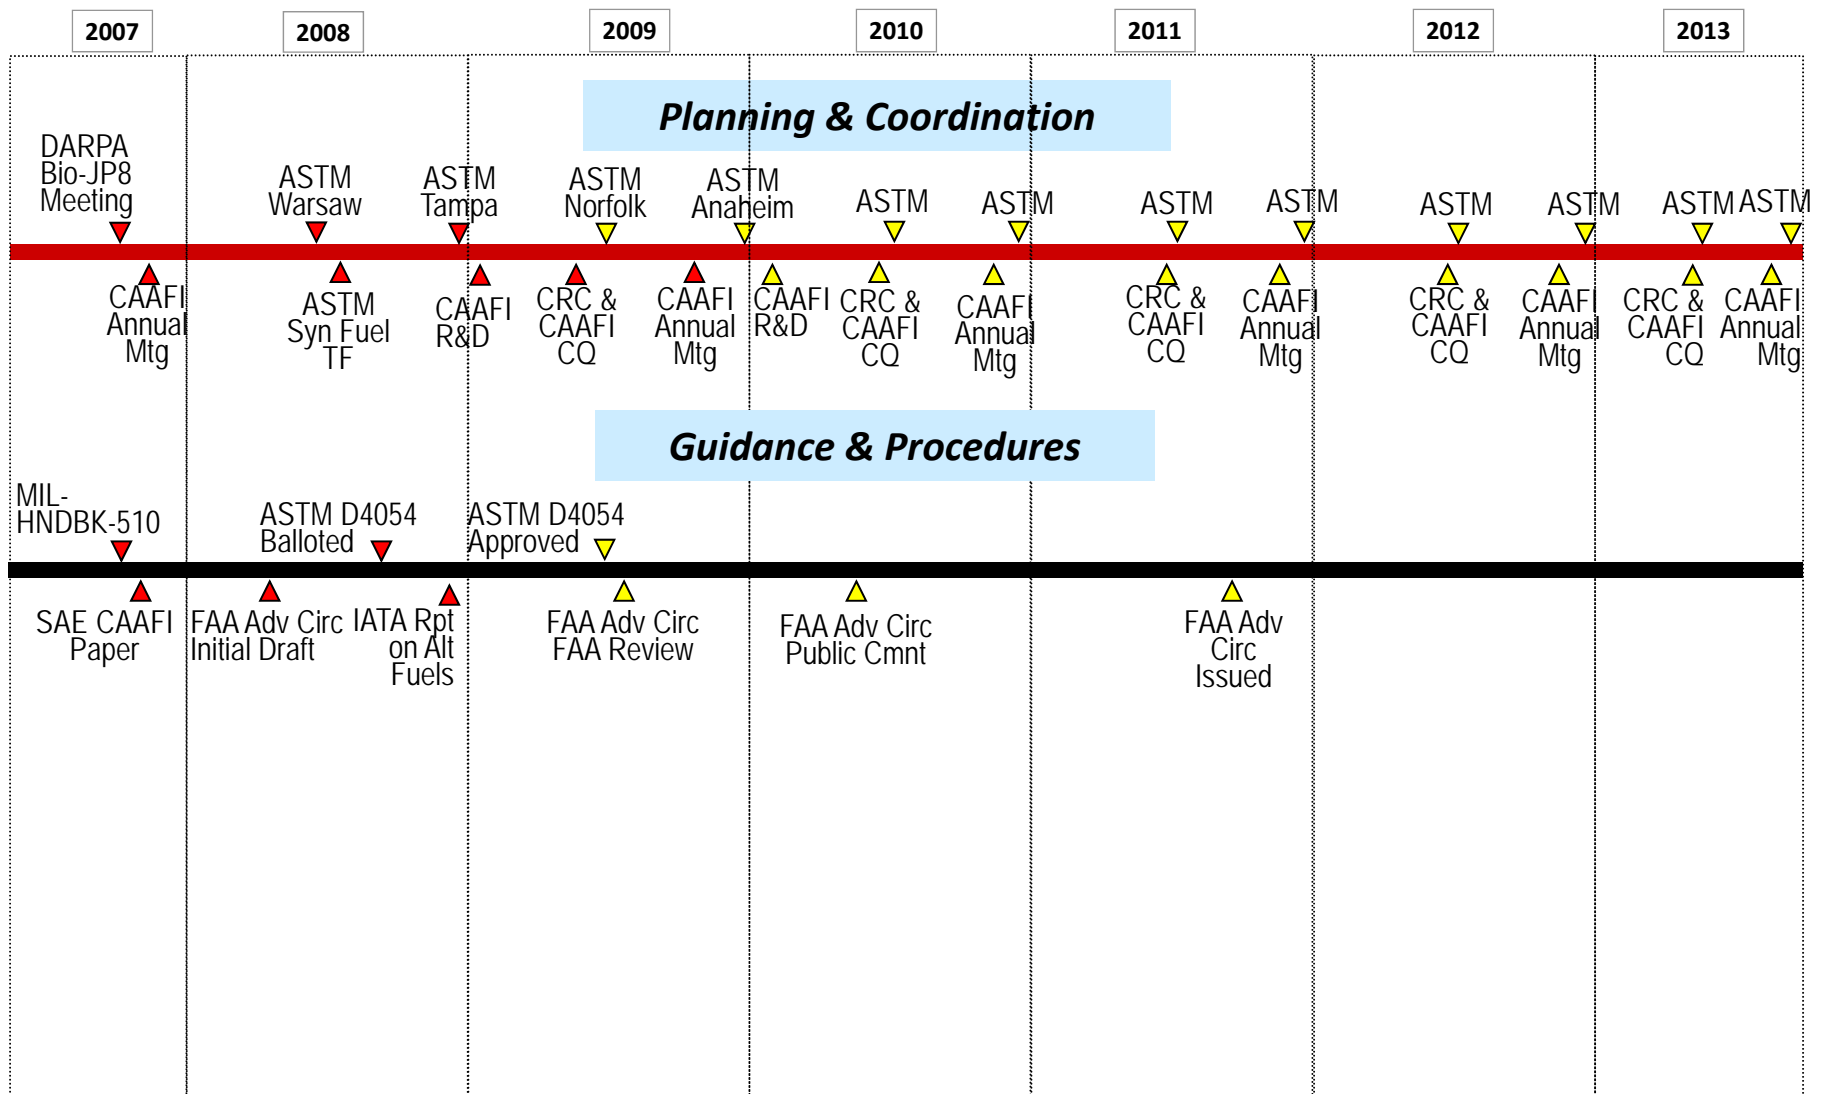 2007
2008
2009
2010
2011
2012
2013
Planning & Coordination
DARPA
Bio-JP8
Meeting
ASTM
Warsaw
ASTM
Tampa
ASTM
Norfolk
ASTM
Anaheim
ASTM
ASTM
ASTM
ASTM
ASTM
ASTM
ASTM
ASTM
CAAFI
Annual
Mtg
ASTM
Syn Fuel
TF
CAAFI
R&D
CRC &
CAAFI
CQ
CAAFI
Annual
Mtg
CAAFI
R&D
CRC &
CAAFI
CQ
CAAFI
Annual
Mtg
CRC &
CAAFI
CQ
CAAFI
Annual
Mtg
CRC &
CAAFI
CQ
CAAFI
Annual
Mtg
CRC &
CAAFI
CQ
CAAFI
Annual
Mtg
Guidance & Procedures
MIL-
HNDBK-510
ASTM D4054
Balloted
ASTM D4054
Approved
SAE CAAFI
Paper
FAA Adv Circ
Initial Draft
IATA Rpt
on Alt
Fuels
FAA Adv Circ
FAA Review
FAA Adv Circ
Public Cmnt
FAA Adv
Circ
Issued